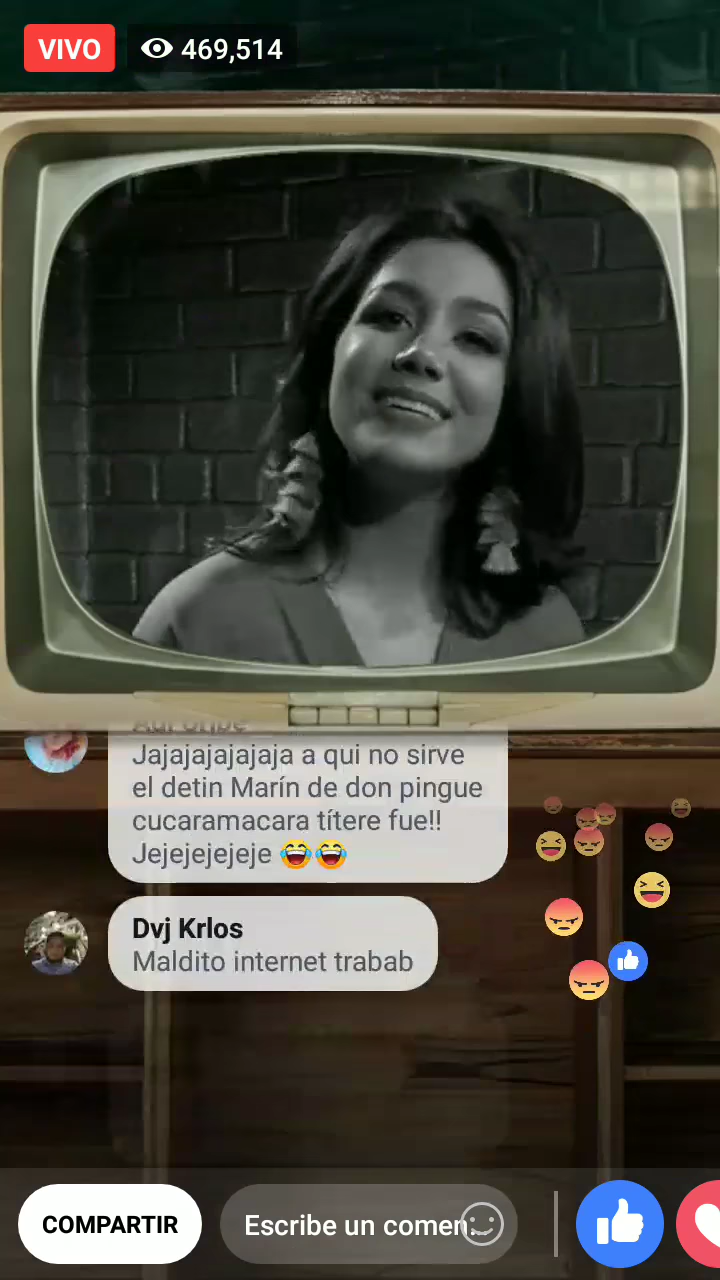 VIVO 469,514
Jajajajajajaja a qui no sirve
el detin Marín de don pingue
cucaramacara títere fue!!
Jejejejejeje 😂😂
Dvj Krlos
Maldito internet trabab
COMPARTIR
Escribe un comen.